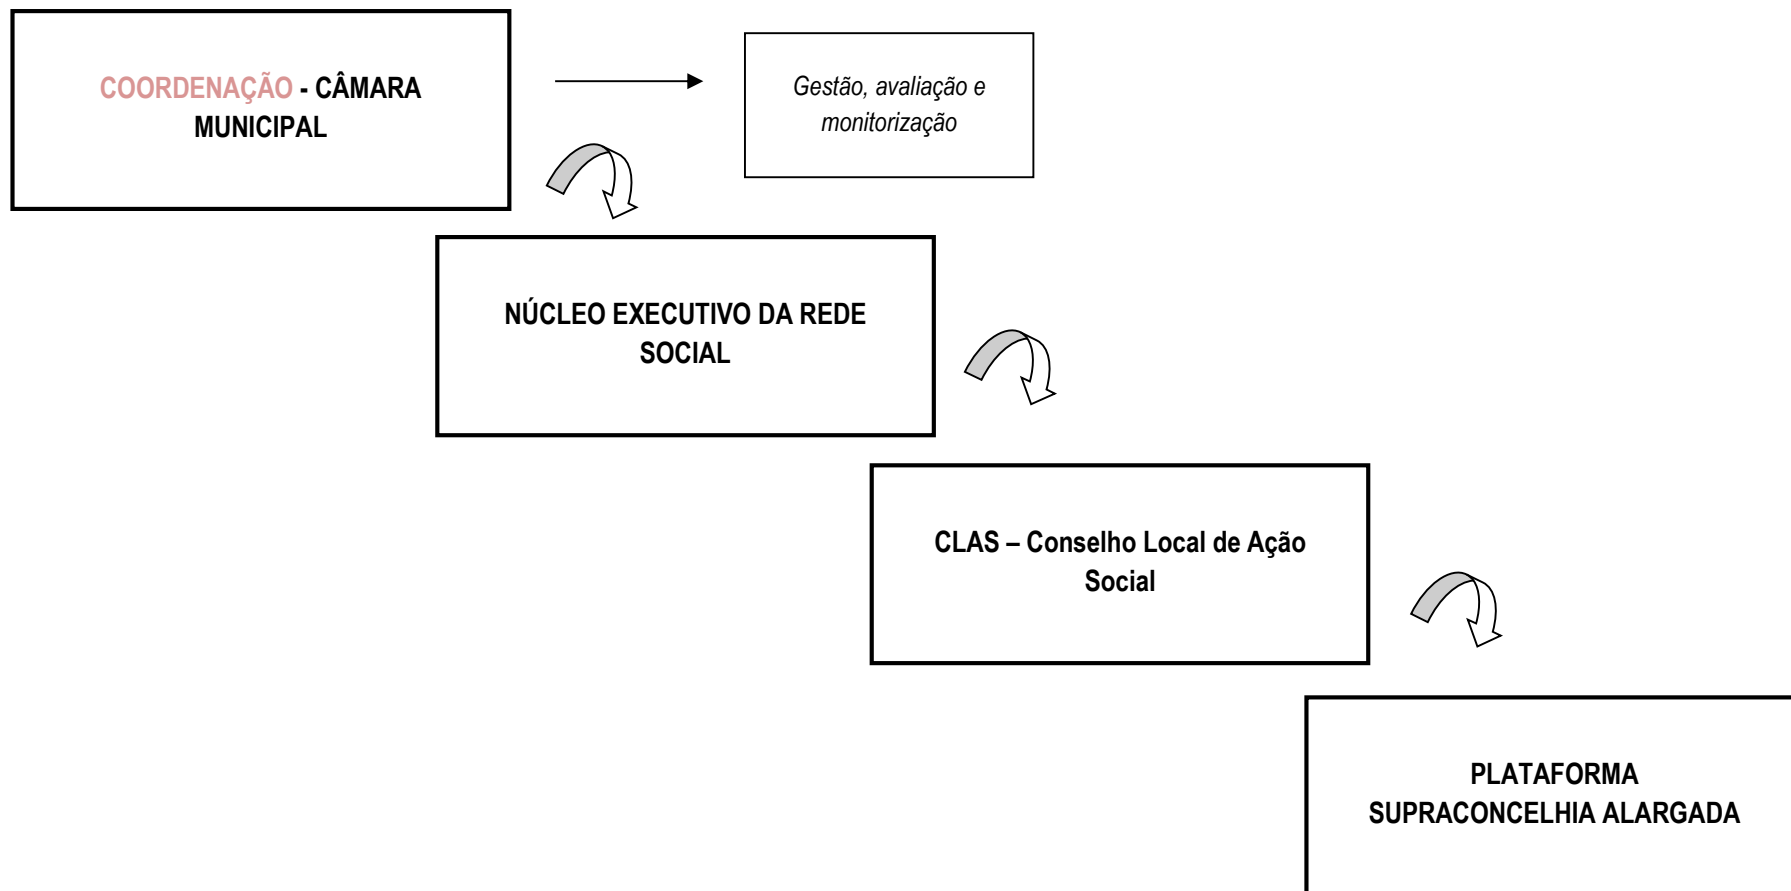 COORDENAÇÃO - CÂMARA
MUNICIPAL
Gestão, avaliação e
monitorização
NÚCLEO EXECUTIVO DA REDE
SOCIAL
CLAS – Conselho Local de Ação
Social
PLATAFORMA
SUPRACONCELHIA ALARGADA